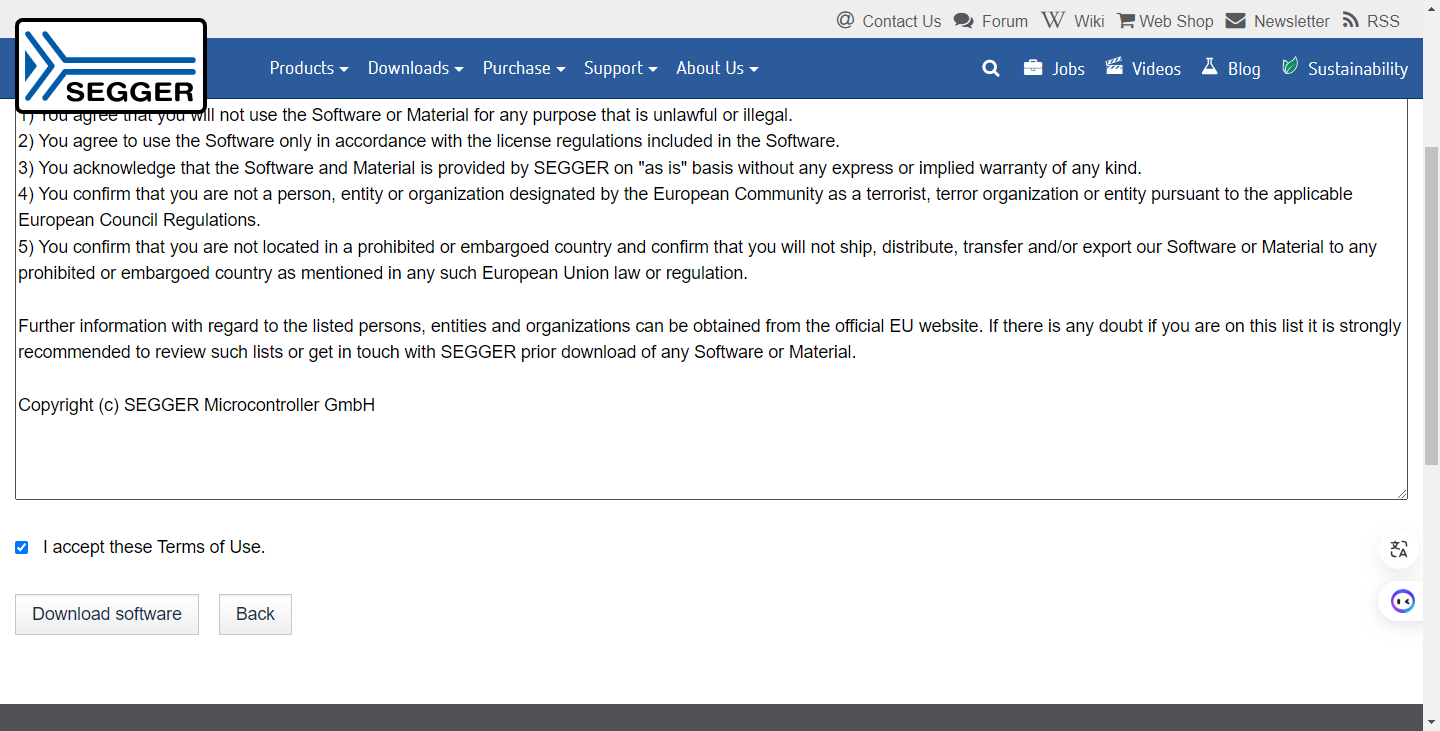 @ Contact Us Forum Wiki Web Shop Newsletter RSS
SEGGER
Products Downloads Purchase Support About Us Jobs Videos Blog Sustainability
1) You agree that you will not use the Software or Material for any purpose that is unlawful or illegal.
2) You agree to use the Software only in accordance with the license regulations included in the Software.
3) You acknowledge that the Software and Material is provided by SEGGER on "as is" basis without any express or implied warranty of any kind.
4) You confirm that you are not a person, entity or organization designated by the European Community as a terrorist, terror organization or entity pursuant to the applicable
European Council Regulations.
5) You confirm that you are not located in a prohibited or embargoed country and confirm that you will not ship, distribute, transfer and/or export our Software or Material to any
prohibited or embargoed country as mentioned in any such European Union law or regulation.
Further information with regard to the listed persons, entities and organizations can be obtained from the official EU website. If there is any doubt if you are on this list it is strongly
recommended to review such lists or get in touch with SEGGER prior download of any Software or Material.
Copyright (c) SEGGER Microcontroller GmbH
I accept these Terms of Use.
Download software Back